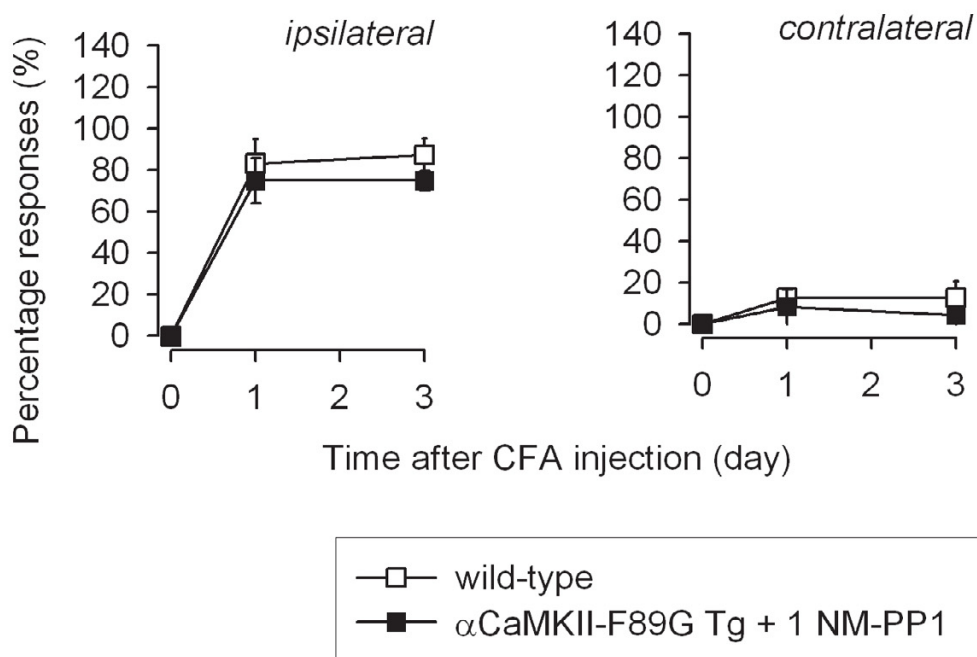 ipsilateral
contralateral
Percentage responses (%)
140
120
100
80
60
40
20
0
0 1 2 3
140
120
100
80
60
40
20
0
0 1 2 3
Time after CFA injection (day)
wild-type
αCaMKII-F89G Tg + 1 NM-PP1